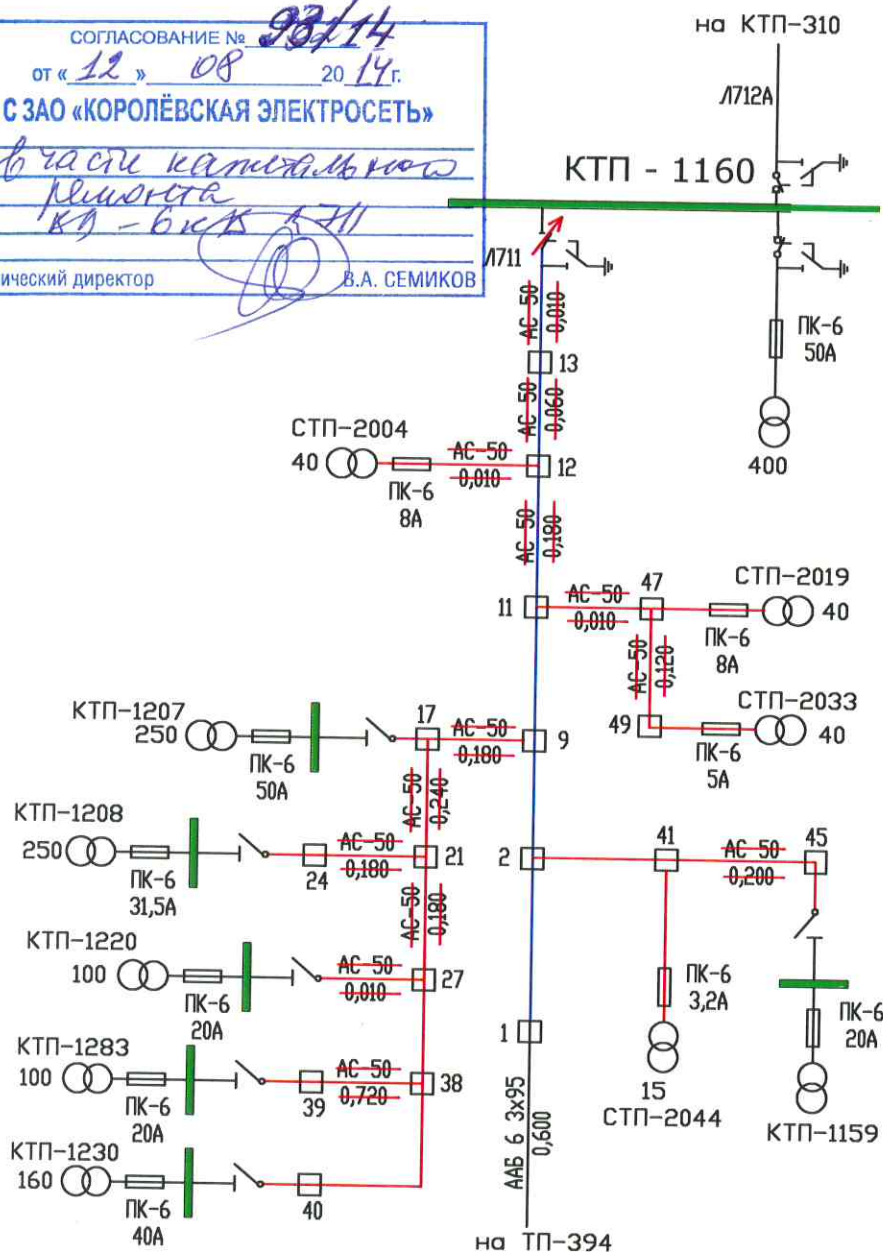 СОГЛАСОВАНИЕ № 93/14
от « 12 » 08 20 14 г.
С ЗАО «КОРОЛЁВСКАЯ ЭЛЕКТРОСЕТЬ»
в части капитального
ремонта
ВЛ - 6 кВ Л 711
ический директор В.А. СЕМИКОВ
на КТП-310
Л712А
КТП - 1160
Л711
АС 50
0,010
13
ПК-6
50А
400
АС 50
0,060
СТП-2004
40
ПК-6
8А
АС-50
0,010
12
АС 50
0,180
11
АС-50
0,010
47
СТП-2019
40
ПК-6
8А
АС-50
0,120
49
СТП-2033
40
ПК-6
5А
КТП-1207
250
ПК-6
50А
17
АС-50
0,180
9
АС-50
0,240
КТП-1208
250
ПК-6
31,5А
24
АС-50
0,180
21
АС-50
0,180
2
41
АС 50
0,200
45
КТП-1220
100
ПК-6
20А
АС-50
0,010
27
ПК-6
3,2А
15
СТП-2044
ПК-6
20А
КТП-1159
1
КТП-1283
100
ПК-6
20А
39
АС-50
0,720
38
КТП-1230
160
ПК-6
40А
40
ААБ 6 3х95
0,600
на ТП-394